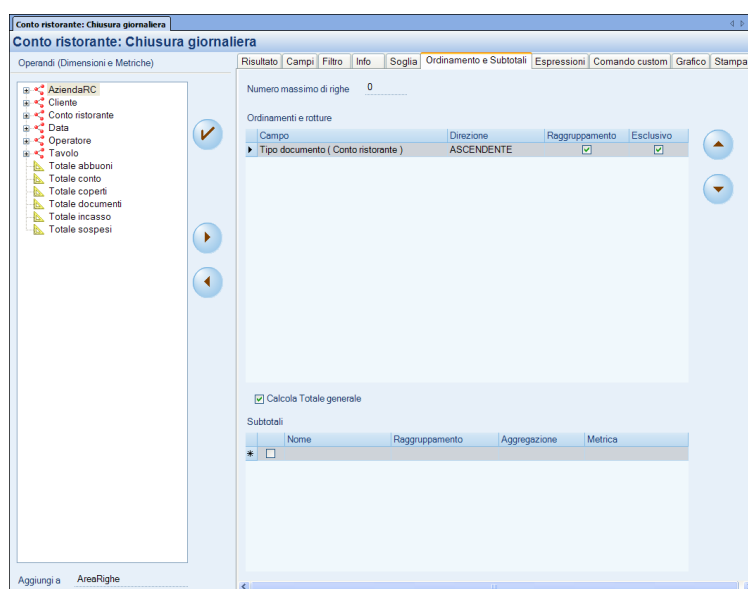 Conto ristorante: Chiusura giornaliera
Conto ristorante: Chiusura giornaliera
Operandi (Dimensioni e Metriche)
Risultato Campi Filtro Info Soglia Ordinamento e Subtotali Espressioni Comando custom Grafico Stampa
AziendaRC
Cliente
Conto ristorante
Data
Operatore
Tavolo
Totale abbuoni
Totale conto
Totale coperti
Totale documenti
Totale incasso
Totale sospesi
Numero massimo di righe 0
Ordinamenti e rotture
Campo Direzione Raggruppamento Esclusivo
Tipo documento ( Conto ristorante ) ASCENDENTE
Calcola Totale generale
Subtotali
Nome Raggruppamento Aggregazione Metrica
Aggiungi a AreaRighe